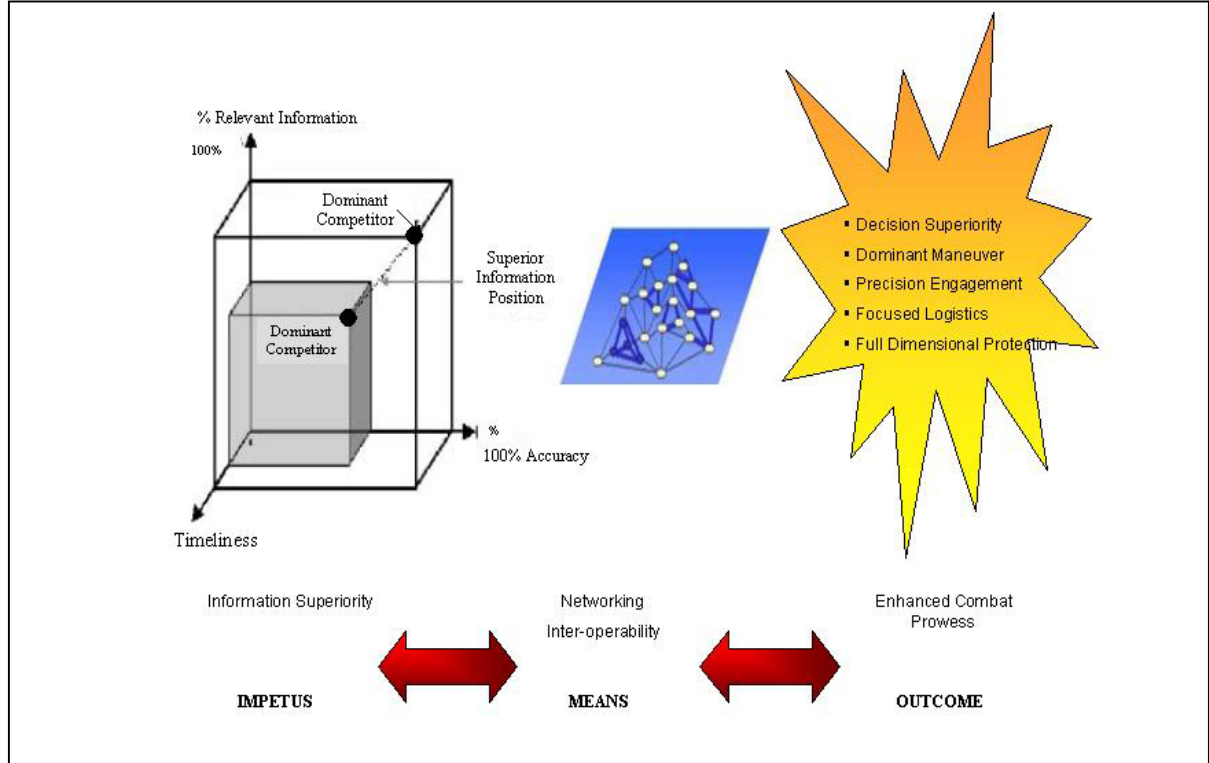 % Relevant Information
100%
Dominant
Competitor
Superior
Information
Position
Dominant
Competitor
%
100% Accuracy
Timeliness
▪ Decision Superiority
▪ Dominant Maneuver
▪ Precision Engagement
▪ Focused Logistics
▪ Full Dimensional Protection
Information Superiority
Networking
Inter-operability
Enhanced Combat
Prowess
IMPETUS
MEANS
OUTCOME